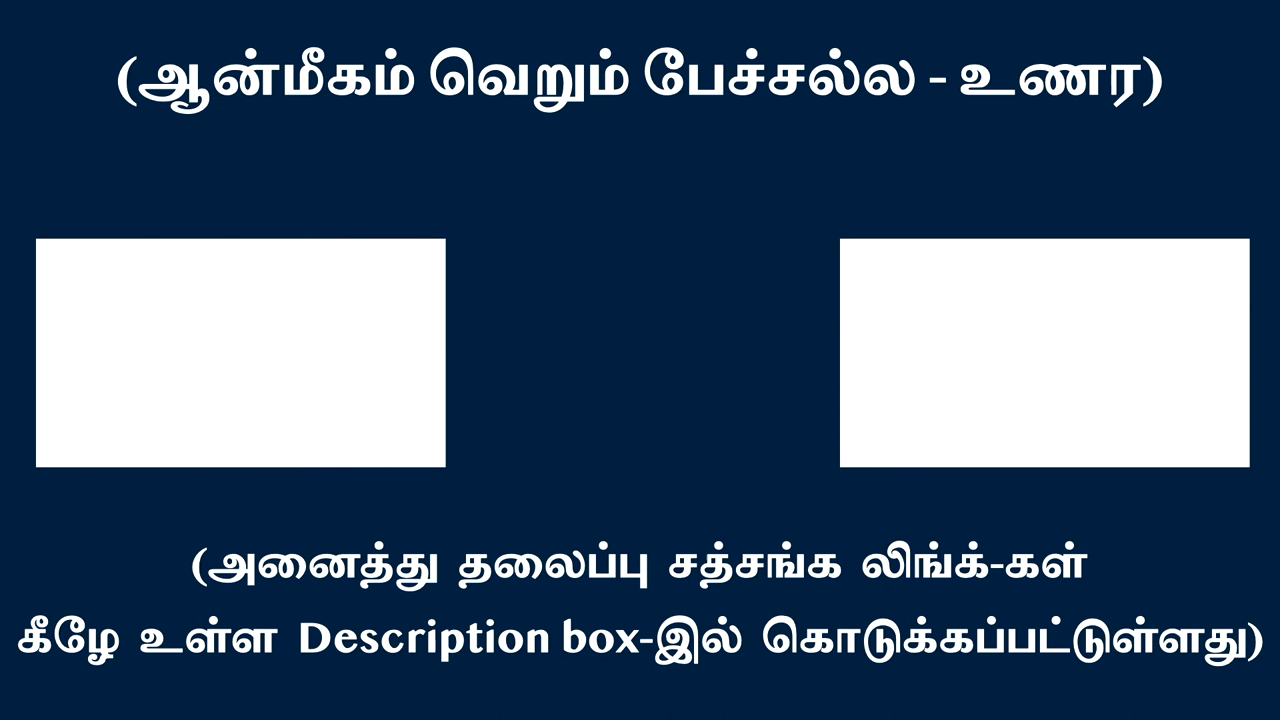 (ஆன்மீகம் வெறும் பேச்சல்ல - உணர)
(அனைத்து தலைப்பு சத்சங்க லிங்க்-கள்
கீழே உள்ள Description box-இல் கொடுக்கப்பட்டுள்ளது)